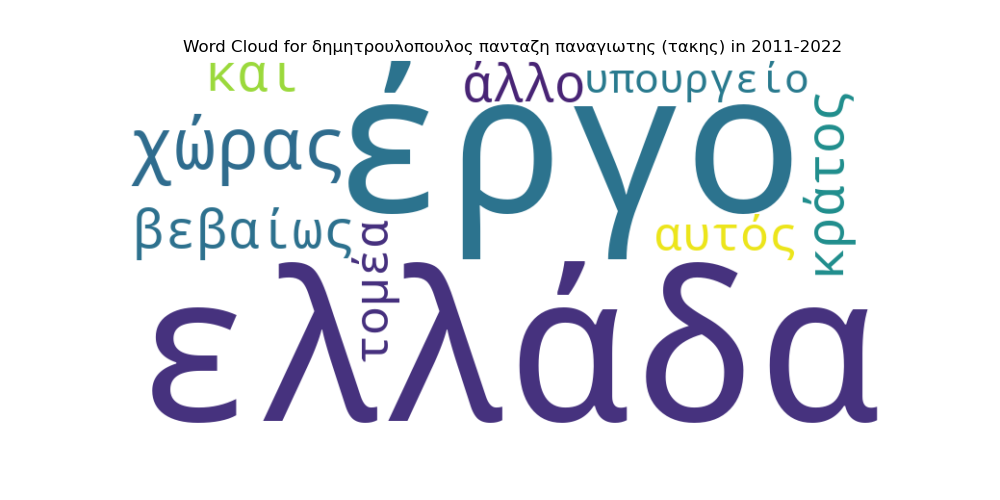 Word Cloud for δημητρουλοπουλος πανταζη παναγιωτης (τακης) in 2011-2022
και
άλλο
υπουργείο
χώρας
έργο
κράτος
βεβαίως
τομέα
αυτός
ελλάδα